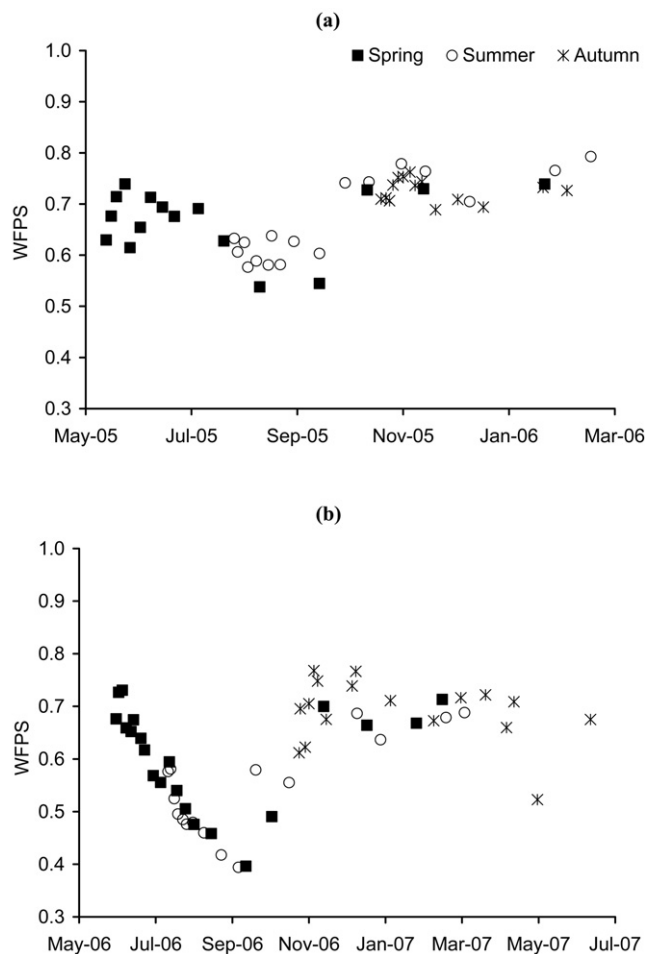 (a)
1.0
Spring Summer Autumn
0.9
0.8
0.7
WFPS
0.6
0.5
0.4
0.3
May-05 Jul-05 Sep-05 Nov-05 Jan-06 Mar-06
(b)
1.0
0.9
0.8
0.7
WFPS
0.6
0.5
0.4
0.3
May-06 Jul-06 Sep-06 Nov-06 Jan-07 Mar-07 May-07 Jul-07